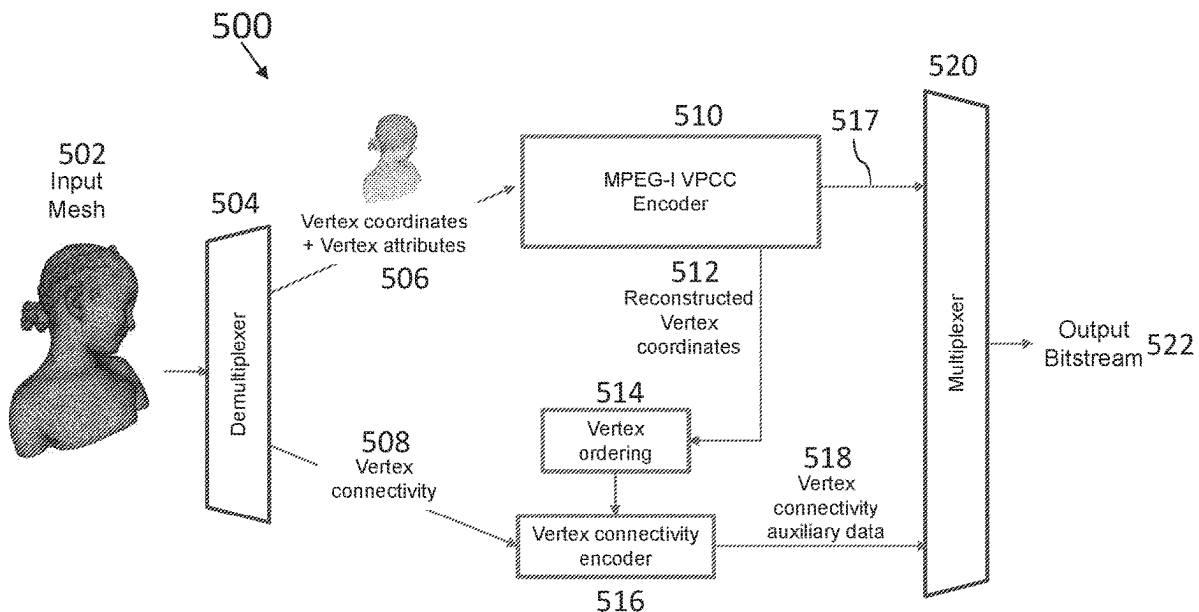 500
502
Input
Mesh
504
Demultiplexer
Vertex coordinates
+ Vertex attributes
506
510
MPEG-I VPCC
Encoder
517
520
512
Reconstructed
Vertex
coordinates
514
Vertex
ordering
508
Vertex
connectivity
Vertex connectivity
encoder
516
518
Vertex
connectivity
auxiliary data
Multiplexer
Output
Bitstream 522